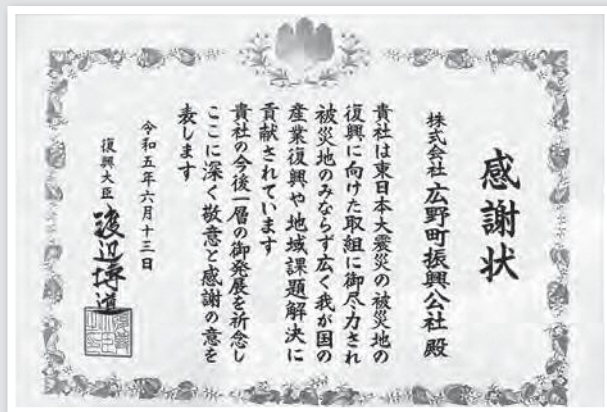 感謝状
株式会社 広野町振興公社 殿
貴社は東日本大震災の被災地の
復興に向けた取組に御尽力され
被災地のみならず広く我が国の
産業復興や地域課題解決に
貢献されています
貴社の今後一層の御発展を祈念し
ここに深く敬意と感謝の意を
表します
令和五年六月十三日
復興大臣 渡辺博道